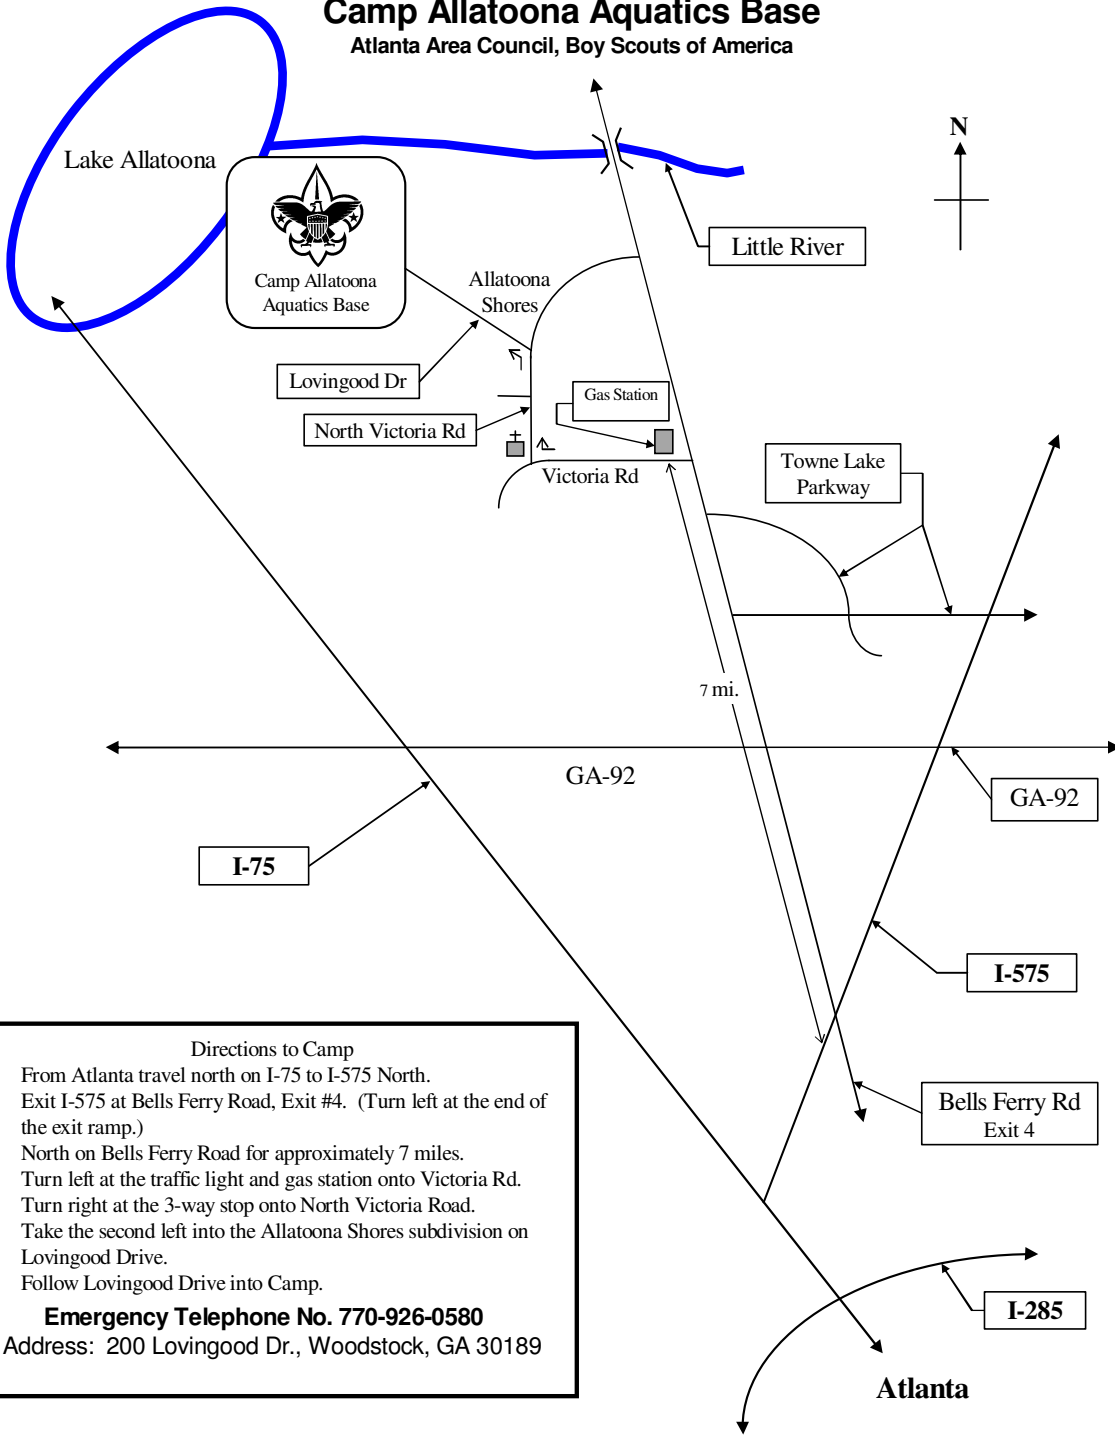 Camp Allatoona Aquatics Base
Atlanta Area Council, Boy Scouts of America
N
Lake Allatoona
Little River
Camp Allatoona
Aquatics Base
Allatoona
Shores
Lovingood Dr
Gas Station
North Victoria Rd
Victoria Rd
Towne Lake
Parkway
7 mi.
GA-92
GA-92
I-75
I-575
Bells Ferry Rd
Exit 4
I-285
Atlanta
Directions to Camp
From Atlanta travel north on I-75 to I-575 North.
Exit I-575 at Bells Ferry Road, Exit #4. (Turn left at the end of
the exit ramp.)
North on Bells Ferry Road for approximately 7 miles.
Turn left at the traffic light and gas station onto Victoria Rd.
Turn right at the 3-way stop onto North Victoria Road.
Take the second left into the Allatoona Shores subdivision on
Lovingood Drive.
Follow Lovingood Drive into Camp.
Emergency Telephone No. 770-926-0580
Address: 200 Lovingood Dr., Woodstock, GA 30189